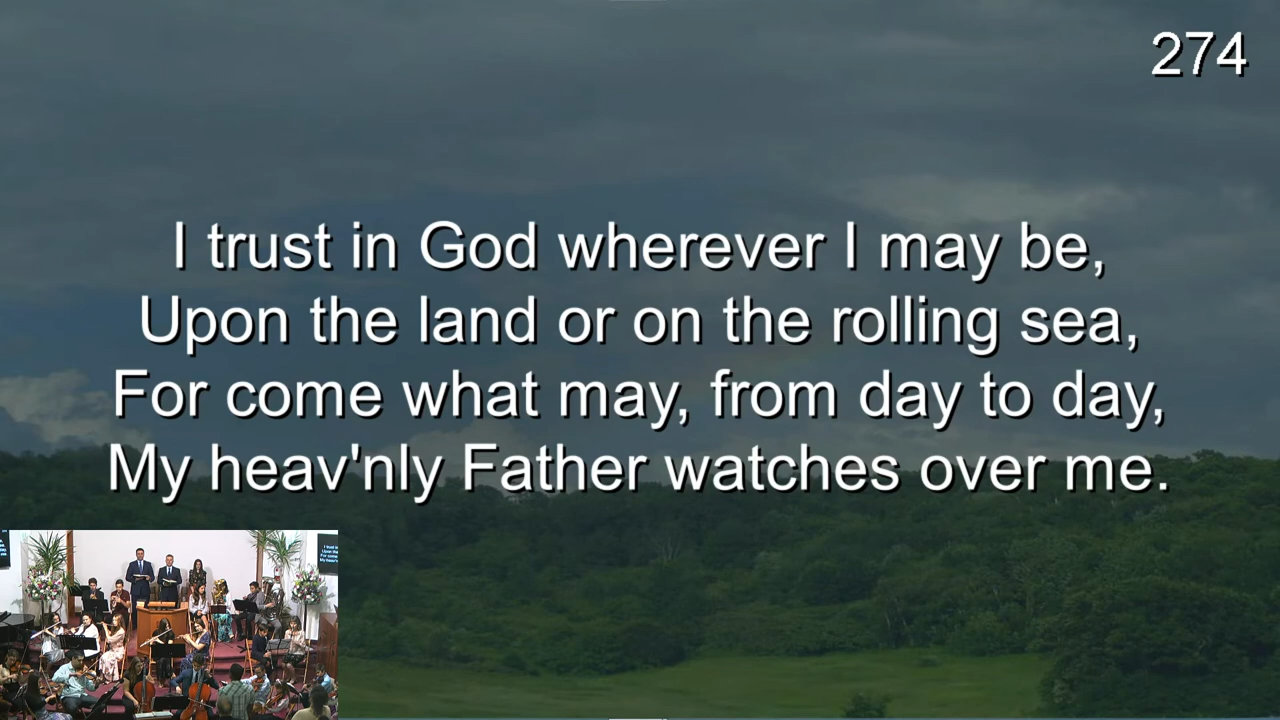 274
I trust in God wherever I may be,
Upon the land or on the rolling sea,
For come what may, from day to day,
My heav'nly Father watches over me.